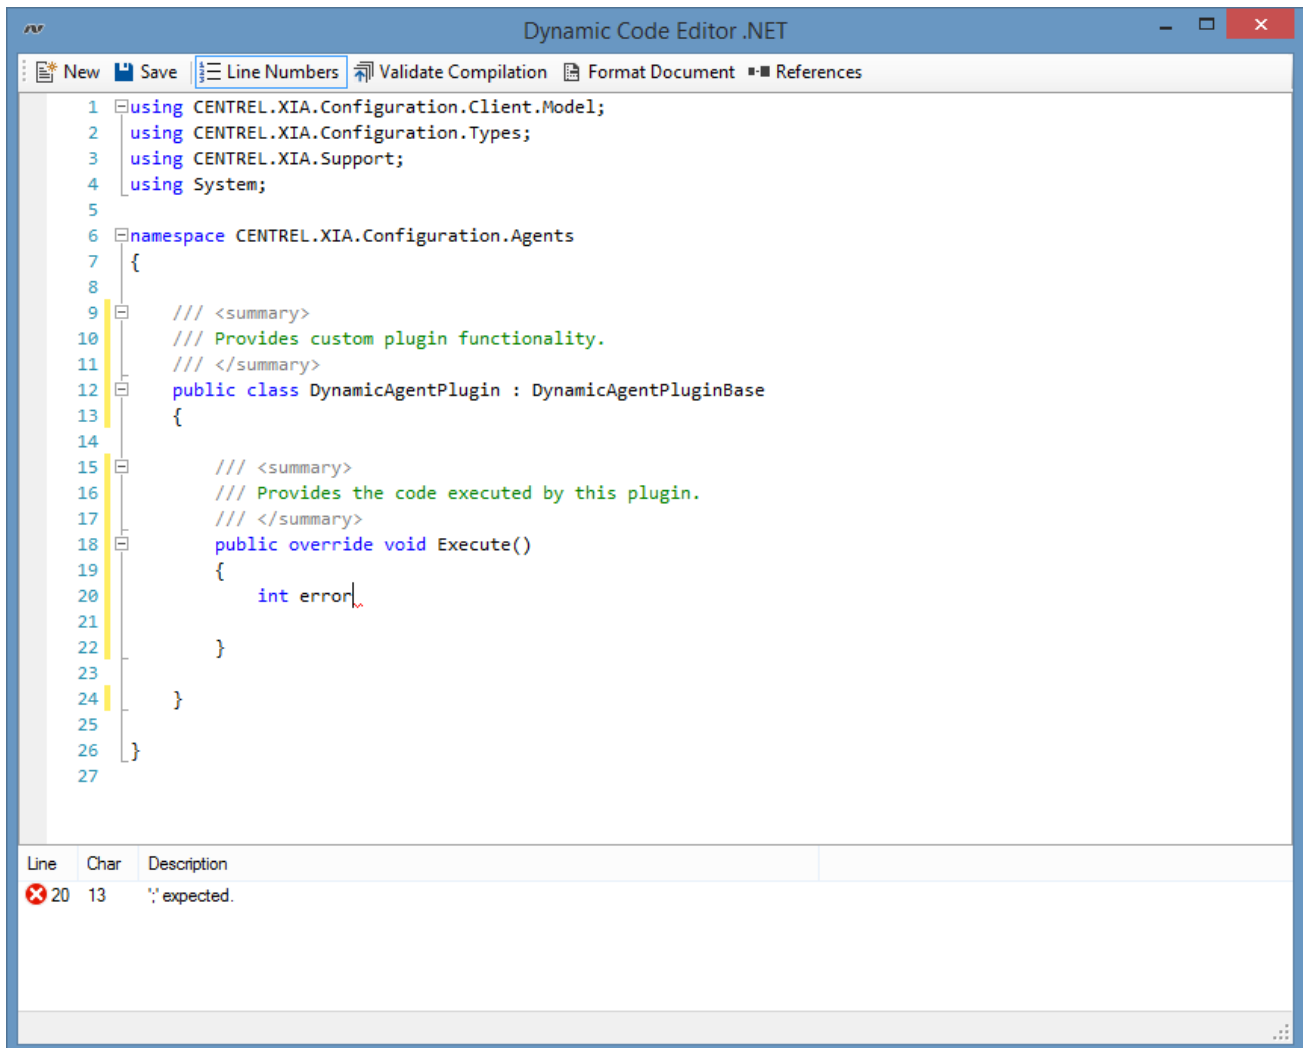 Dynamic Code Editor .NET
New Save Line Numbers Validate Compilation Format Document References
1 using CENTREL.XIA.Configuration.Client.Model;
2 using CENTREL.XIA.Configuration.Types;
3 using CENTREL.XIA.Support;
4 using System;
5
6 namespace CENTREL.XIA.Configuration.Agents
7 {
8
9 /// <summary>
10 /// Provides custom plugin functionality.
11 /// </summary>
12 public class DynamicAgentPlugin : DynamicAgentPluginBase
13 {
14
15 /// <summary>
16 /// Provides the code executed by this plugin.
17 /// </summary>
18 public override void Execute()
19 {
20 int error
21
22 }
23
24 }
25
26 }
27
Line Char Description
20 13 ';' expected.